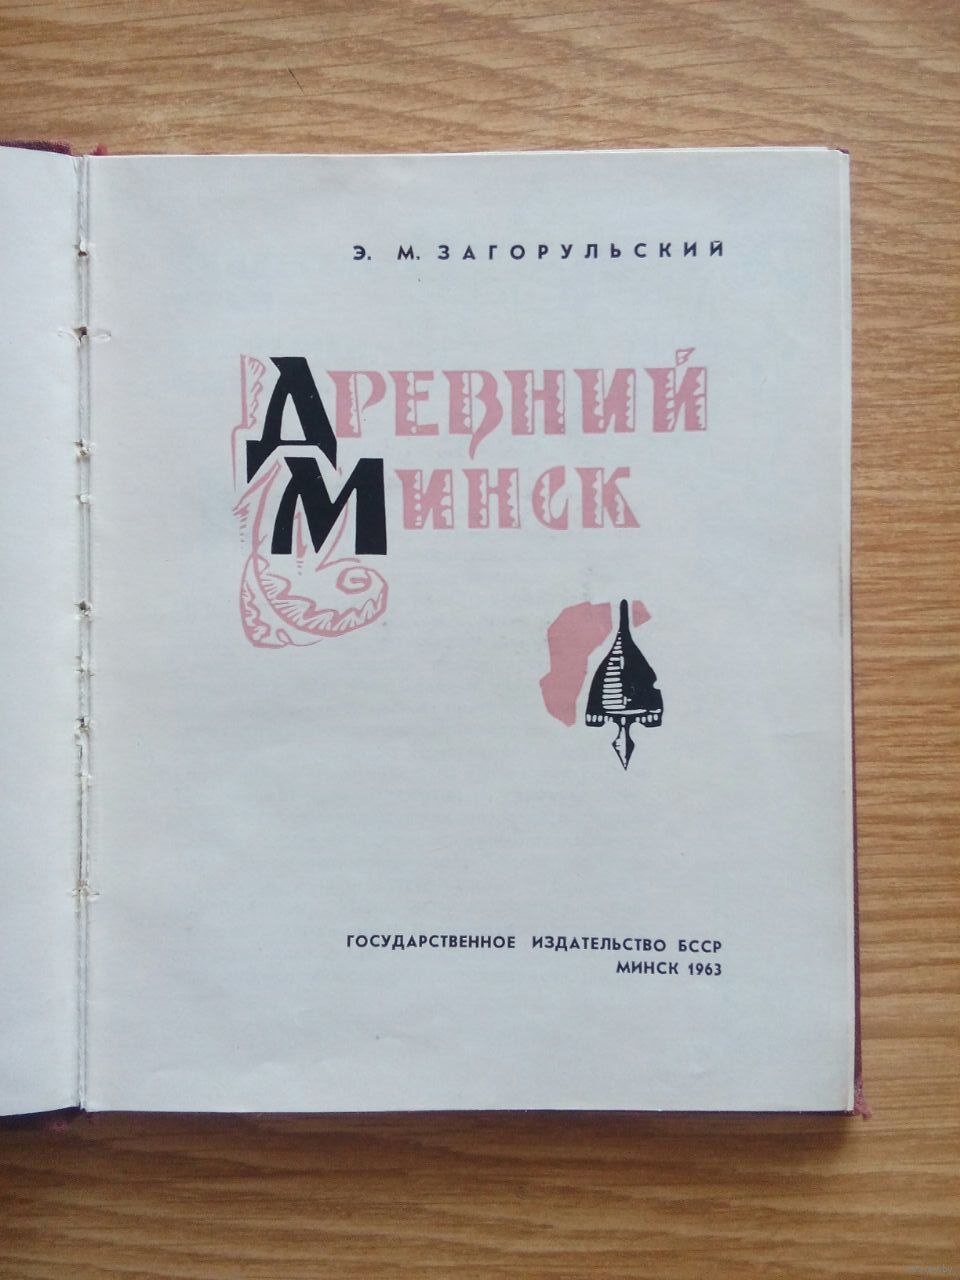 Э. М. ЗАГОРУЛЬСКИЙ
ДРЕВНИЙ
МИНСК
ГОСУДАРСТВЕННОЕ ИЗДАТЕЛЬСТВО БССР
МИНСК 1963